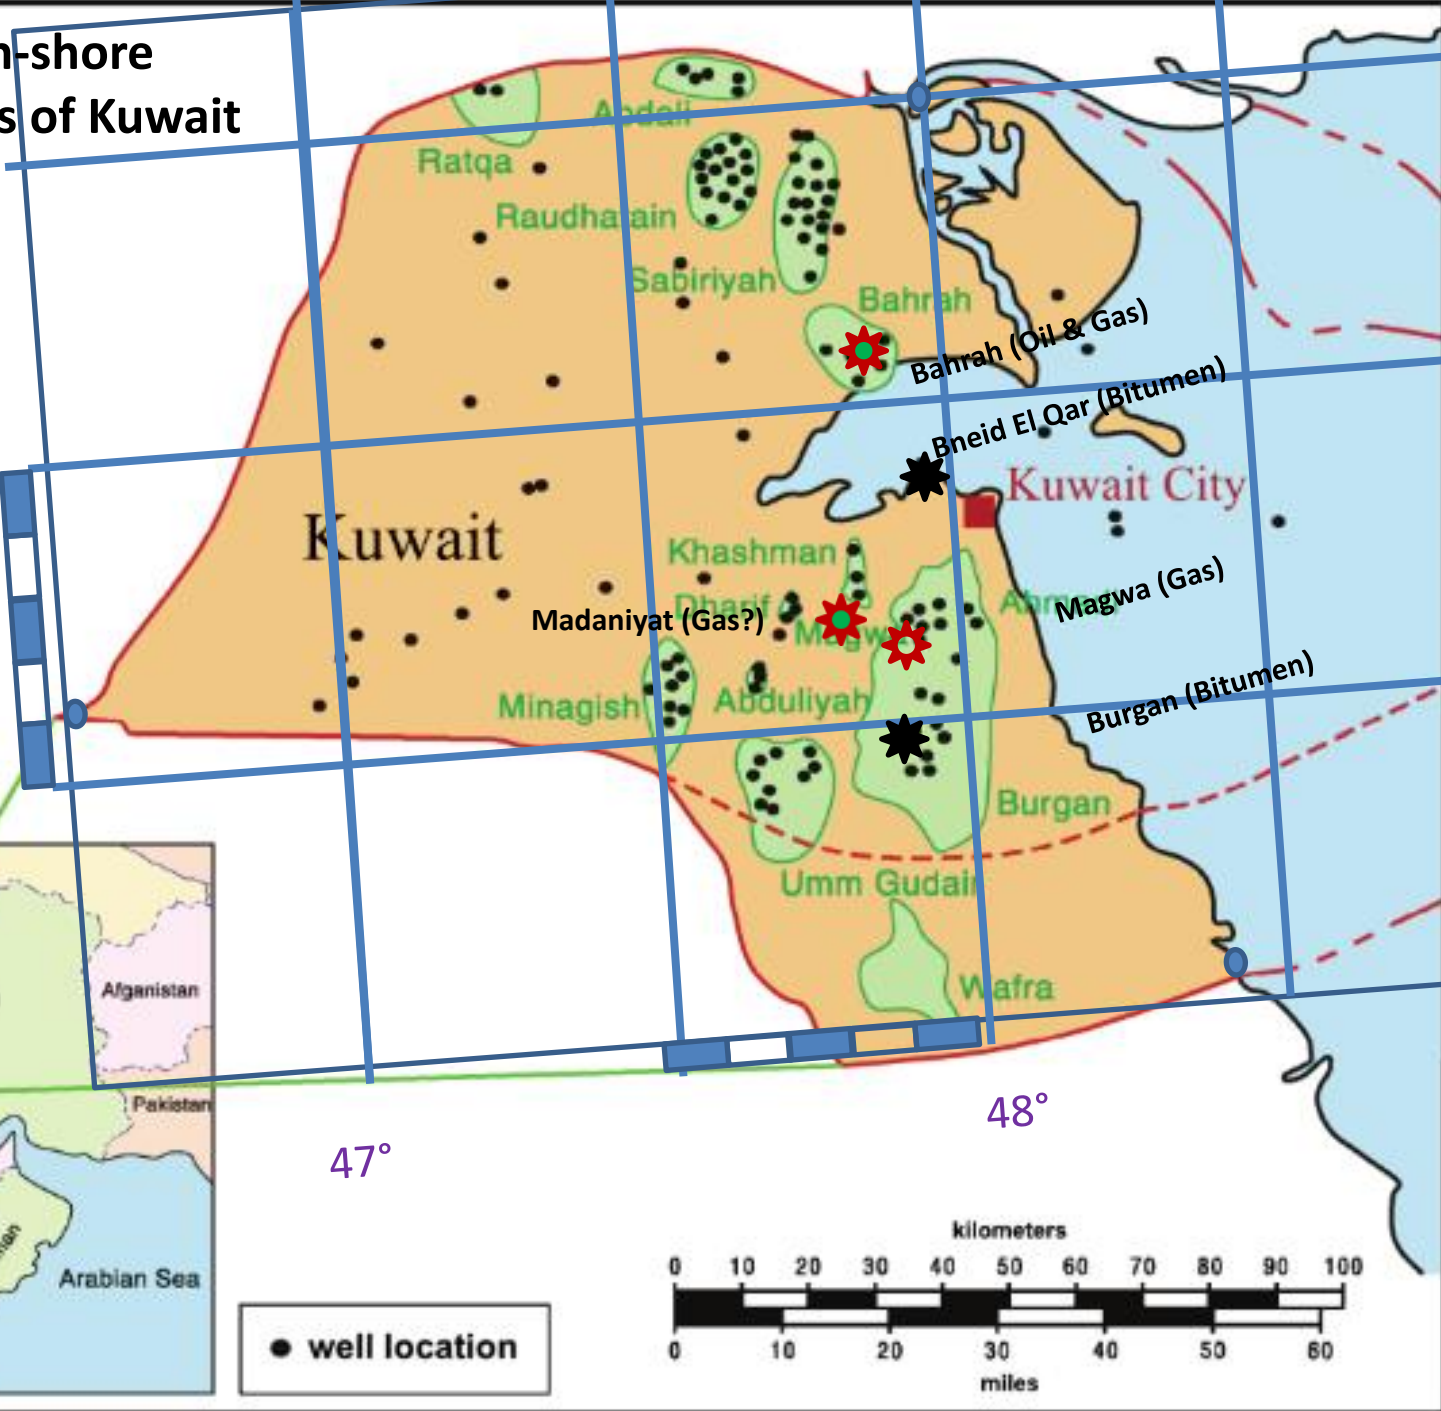 n-shore
s of Kuwait
Abdali
Ratqa
Raudhatain
Sabiriyah
Bahrah
Bahrah (Oil & Gas)
Bneid El Qar (Bitumen)
Kuwait City
Kuwait
Khashman
Dharif
Ahmadi
Magwa (Gas)
Madaniyat (Gas?)
Magwa
Minagish
Abduliyah
Burgan (Bitumen)
Burgan
Umm Gudair
Wafra
Afganistan
Pakistan
Arabian Sea
47°
48°
kilometers
0 10 20 30 40 50 60 70 80 90 100
0 10 20 30 40 50 60
miles
● well location